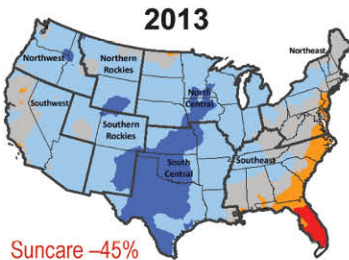 2013
Northwest
Northern
Rockies
Northeast
North
Central
Southwest
Southern
Rockies
South
Central
Southeast
Suncare –45%